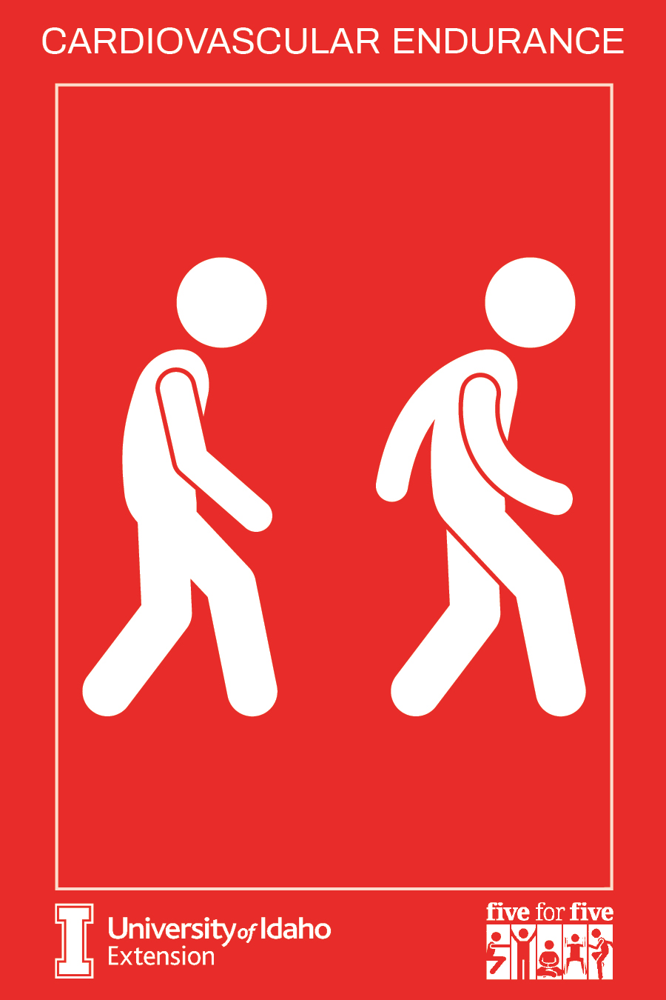 CARDIOVASCULAR ENDURANCE
I
University of Idaho
Extension
five for five